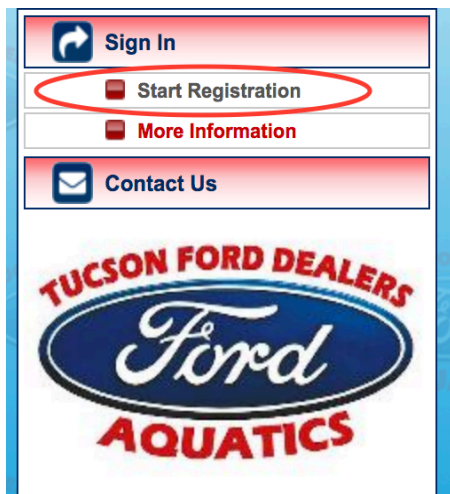 Sign In
Start Registration
More Information
Contact Us
TUCSON FORD DEALERS
Ford
AQUATICS